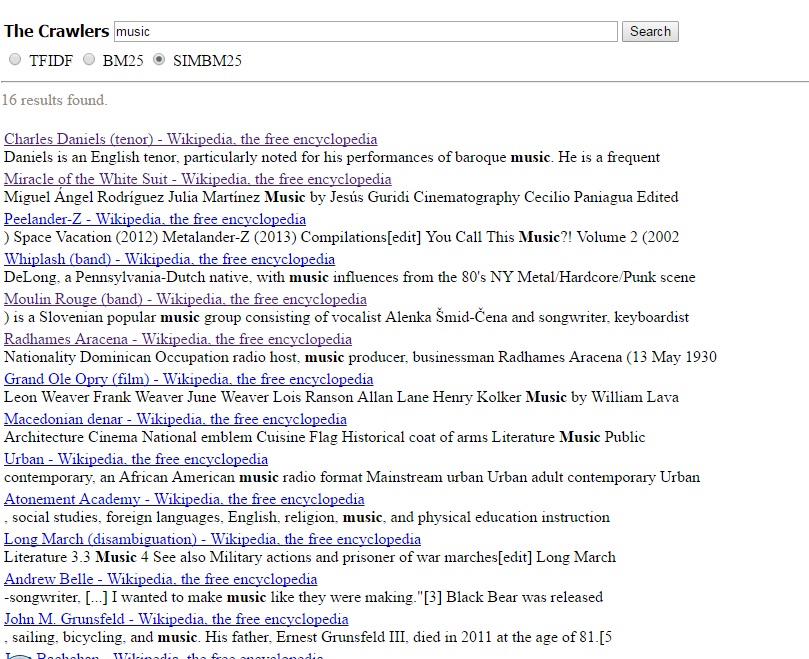 The Crawlers music Search
TFIDF BM25 SIMBM25
16 results found.
Charles Daniels (tenor) - Wikipedia, the free encyclopedia
Daniels is an English tenor, particularly noted for his performances of baroque music. He is a frequent
Miracle of the White Suit - Wikipedia, the free encyclopedia
Miguel Ángel Rodríguez Julia Martínez Music by Jesús Guridi Cinematography Cecilio Paniagua Edited
Peelander-Z - Wikipedia, the free encyclopedia
) Space Vacation (2012) Metalander-Z (2013) Compilations[edit] You Call This Music?! Volume 2 (2002
Whiplash (band) - Wikipedia, the free encyclopedia
DeLong, a Pennsylvania-Dutch native, with music influences from the 80's NY Metal/Hardcore/Punk scene
Moulin Rouge (band) - Wikipedia, the free encyclopedia
) is a Slovenian popular music group consisting of vocalist Alenka Šmid-Čena and songwriter, keyboardist
Radhames Aracena - Wikipedia, the free encyclopedia
Nationality Dominican Occupation radio host, music producer, businessman Radhames Aracena (13 May 1930
Grand Ole Opry (film) - Wikipedia, the free encyclopedia
Leon Weaver Frank Weaver June Weaver Lois Ranson Allan Lane Henry Kolker Music by William Lava
Macedonian denar - Wikipedia, the free encyclopedia
Architecture Cinema National emblem Cuisine Flag Historical coat of arms Literature Music Public
Urban - Wikipedia, the free encyclopedia
contemporary, an African American music radio format Mainstream urban Urban adult contemporary Urban
Atonement Academy - Wikipedia, the free encyclopedia
, social studies, foreign languages, English, religion, music, and physical education instruction
Long March (disambiguation) - Wikipedia, the free encyclopedia
Literature 3.3 Music 4 See also Military actions and prisoner of war marches[edit] Long March
Andrew Belle - Wikipedia, the free encyclopedia
-songwriter, [...] I wanted to make music like they were making."[3] Black Bear was released
John M. Grunsfeld - Wikipedia, the free encyclopedia
, sailing, bicycling, and music. His father, Ernest Grunsfeld III, died in 2011 at the age of 81.[5
Bachchan - Wikipedia, the free encyclopedia